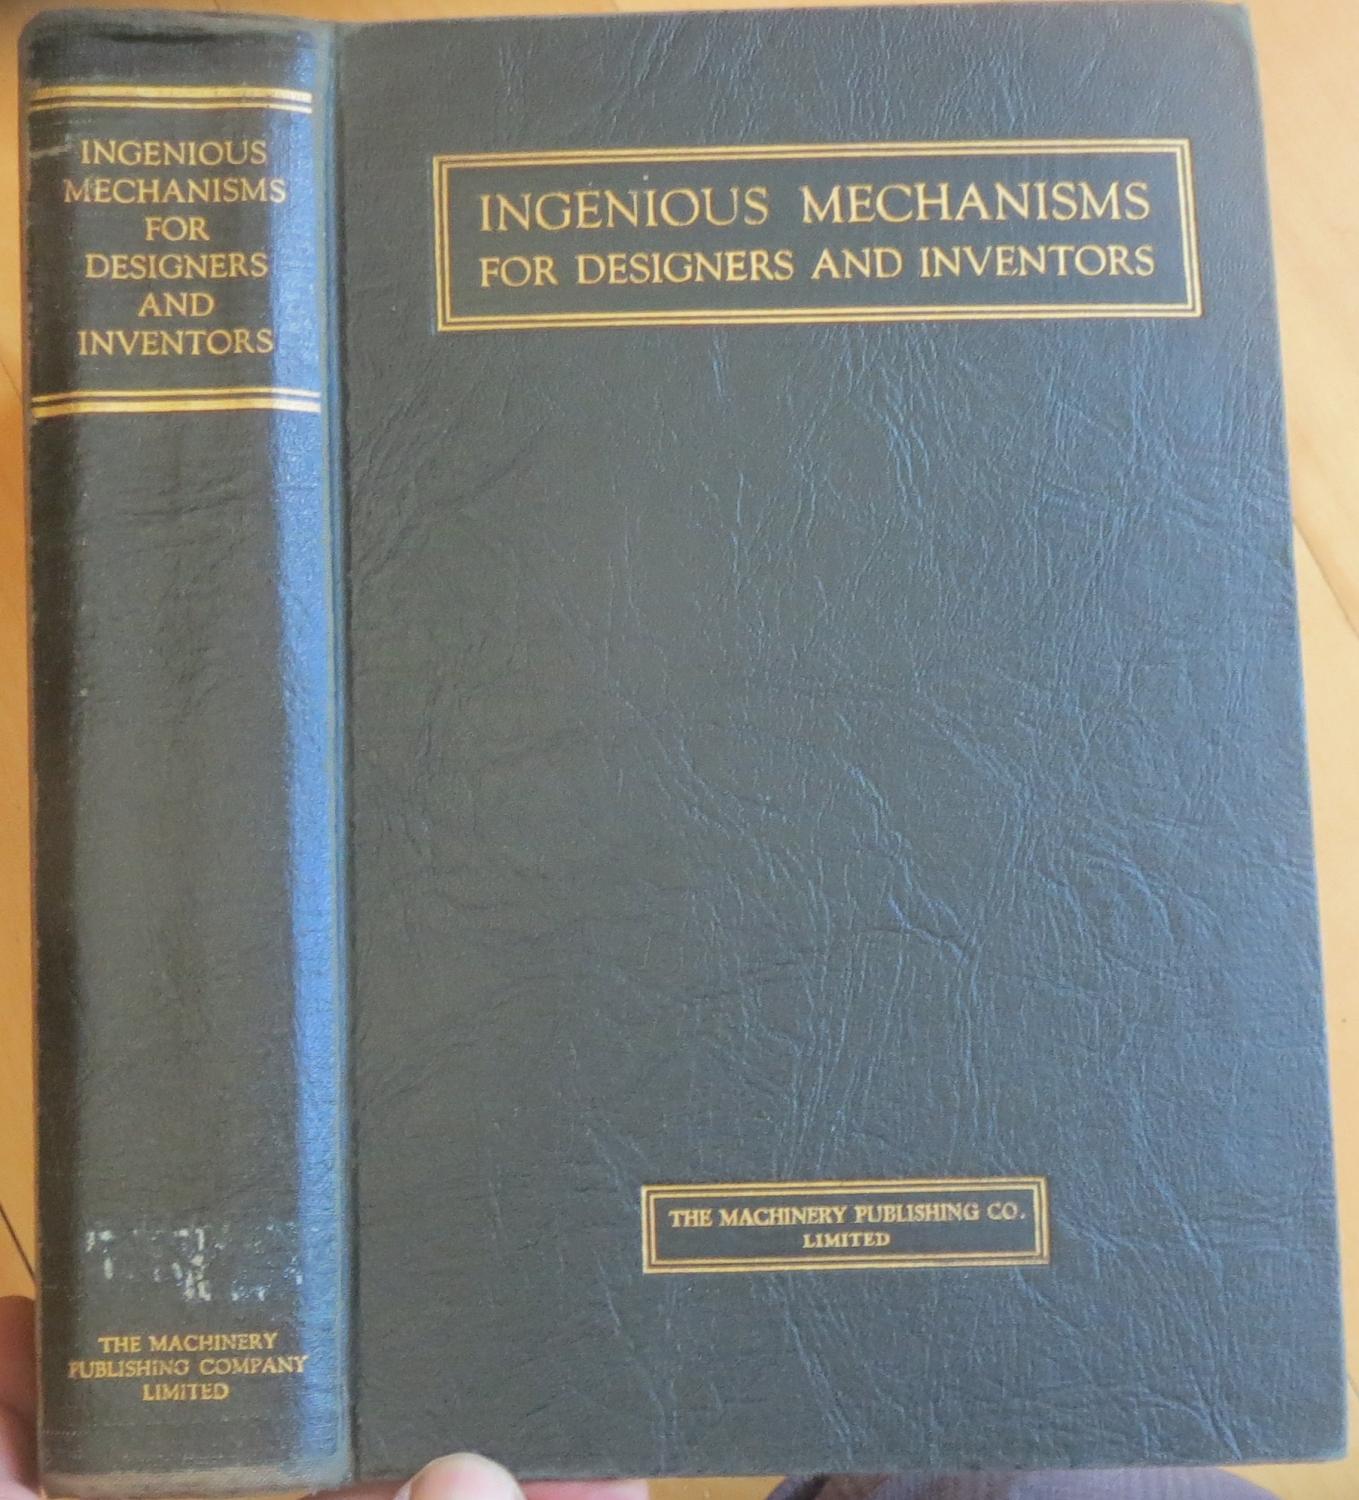 INGENIOUS
MECHANISMS
FOR
DESIGNERS
AND
INVENTORS
THE MACHINERY
PUBLISHING COMPANY
LIMITED
INGENIOUS MECHANISMS
FOR DESIGNERS AND INVENTORS
THE MACHINERY PUBLISHING CO.
LIMITED